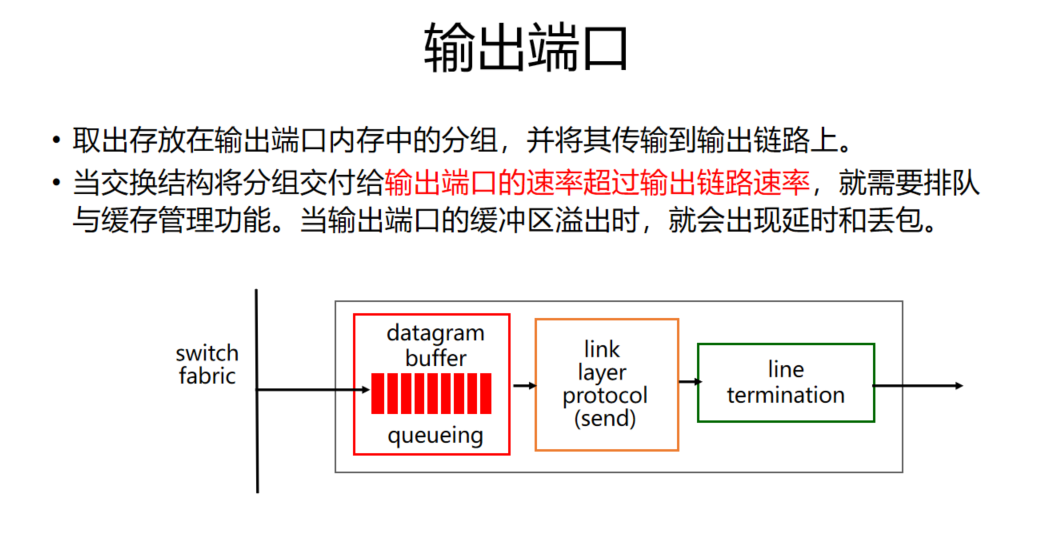 输出端口
• 取出存放在输出端口内存中的分组，并将其传输到输出链路上。
• 当交换结构将分组交付给输出端口的速率超过输出链路速率，就需要排队
与缓存管理功能。当输出端口的缓冲区溢出时，就会出现延时和丢包。
switch
fabric
datagram
buffer
queueing
link
layer
protocol
(send)
line
termination